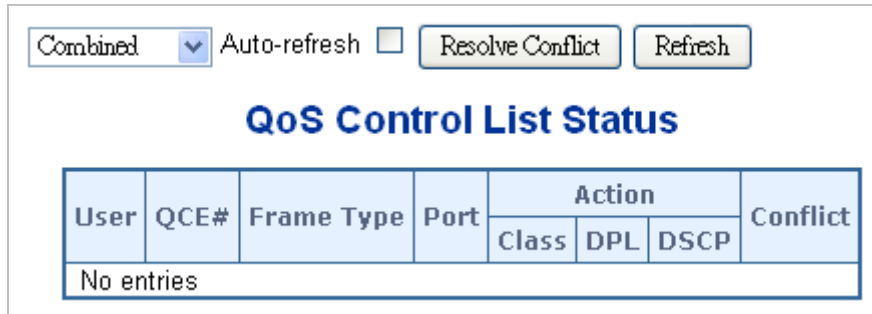 Combined Auto-refresh Resolve Conflict Refresh
QoS Control List Status
User QCE# Frame Type Port Action Conflict
Class DPL DSCP
No entries